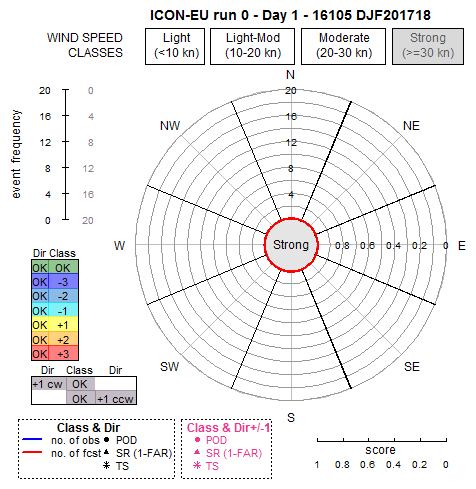 ICON-EU run 0 - Day 1 - 16105 DJF201718
WIND SPEED CLASSES
Light (<10 kn)
Light-Mod (10-20 kn)
Moderate (20-30 kn)
Strong (>=30 kn)
event frequency
20 0
16 4
12 8
8 12
4 16
0 20
N
NE
E
SE
S
SW
W
NW
20
16
12
8
4
Strong
0.8 0.6 0.4 0.2 0
Dir Class
OK OK
OK -3
OK -2
OK -1
OK +1
OK +2
OK +3
Dir Class Dir
+1 cw OK
OK +1 ccw
Class & Dir
no. of obs POD
no. of fcst SR (1-FAR)
TS
Class & Dir+/-1
POD
SR (1-FAR)
TS
score
1 0.8 0.6 0.4 0.2 0